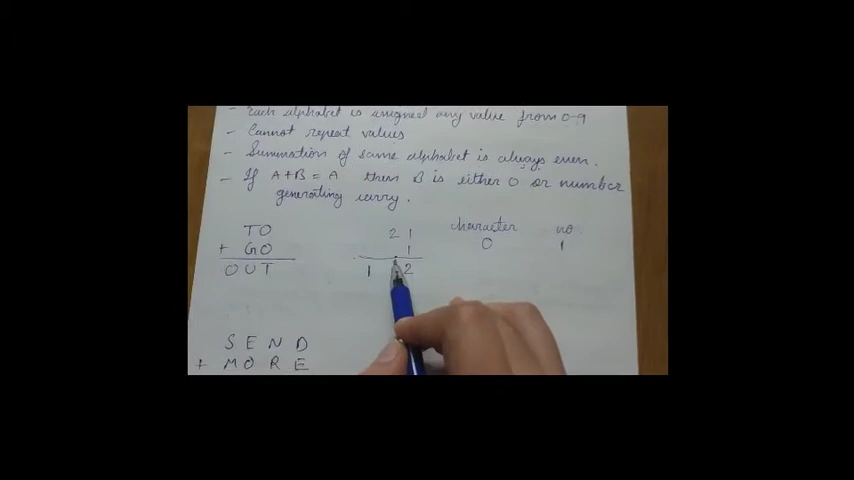 - Each alphabet is assigned any value from 0-9
- Cannot repeat values
- Summation of same alphabet is always even.
- If A+B = A then B is either 0 or number
generating carry.
TO 21 character no.
+ GO 1 O 1
OUT 1 2
SEND
+ MORE